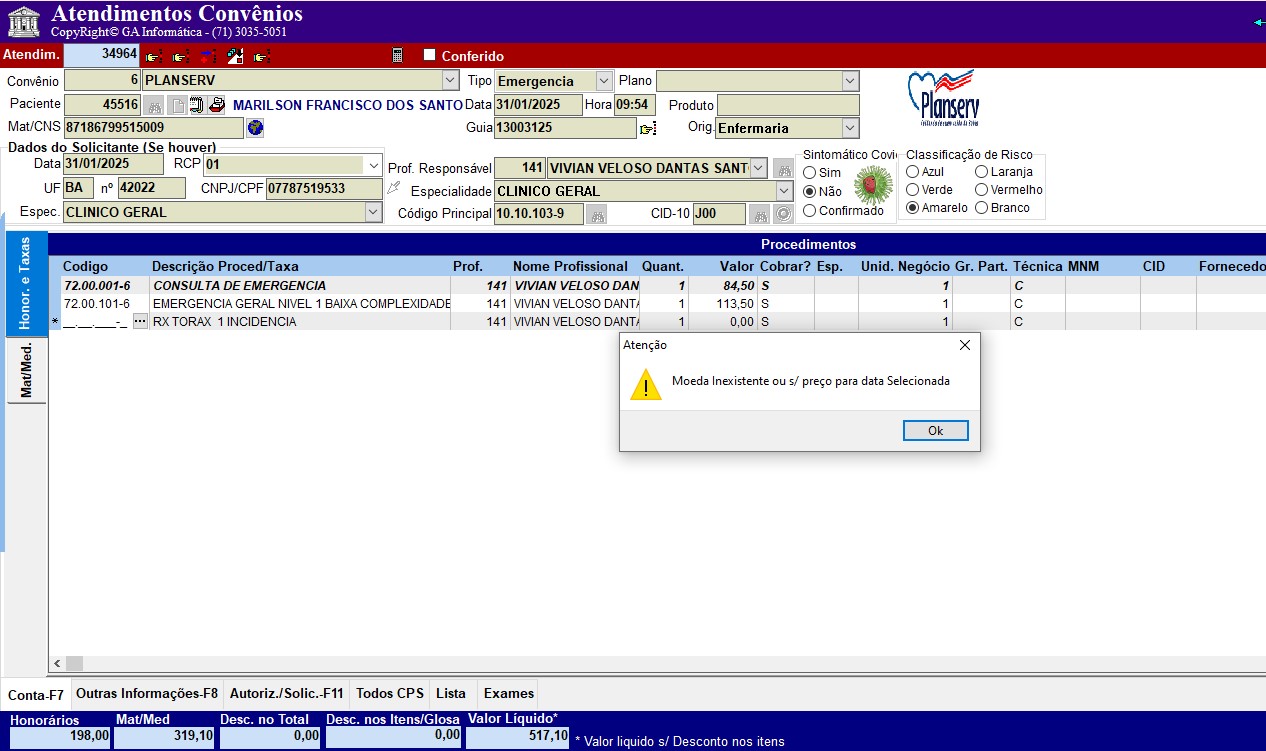 Atendimentos Convênios
CopyRight© GA Informática - (71) 3035-5051
Atendim. 34964 Conferido
Convênio 6 PLANSERV Tipo Emergencia Plano
Paciente 45516 MARILSON FRANCISCO DOS SANTO Data 31/01/2025 Hora 09:54 Produto
Planserv
Mat/CNS 87186799515009 Guia 13003125 Orig. Enfermaria
Dados do Solicitante (Se houver)
Data 31/01/2025 RCP 01
UF BA nº 42022 CNPJ/CPF 07787519533
Espec. CLINICO GERAL
Prof. Responsável 141 VIVIAN VELOSO DANTAS SANT
Especialidade CLINICO GERAL
Código Principal 10.10.103-9 CID-10 J00
Sintomático Covi
Sim
Não
Confirmado
Classificação de Risco
Azul Laranja
Verde Vermelho
Amarelo Branco
Honor. e Taxas
Mat/Med.
Procedimentos
Codigo Descrição Proced/Taxa Prof. Nome Profissional Quant. Valor Cobrar? Esp. Unid. Negócio Gr. Part. Técnica MNM CID Fornecedo
72.00.001-6 CONSULTA DE EMERGENCIA 141 VIVIAN VELOSO DAN 1 84,50 S 1 C
72.00.101-6 EMERGENCIA GERAL NIVEL 1 BAIXA COMPLEXIDADE 141 VIVIAN VELOSO DANTA 1 113,50 S 1 C
* __.__.___-_ ... RX TORAX 1 INCIDENCIA 141 VIVIAN VELOSO DANTA 1 0,00 S 1 C
Atenção
Moeda Inexistente ou s/ preço para data Selecionada
Ok
Conta-F7 Outras Informações-F8 Autoriz./Solic.-F11 Todos CPS Lista Exames
Honorários Mat/Med Desc. no Total Desc. nos Itens/Glosa Valor Líquido*
198,00 319,10 0,00 0,00 517,10 * Valor liquido s/ Desconto nos itens